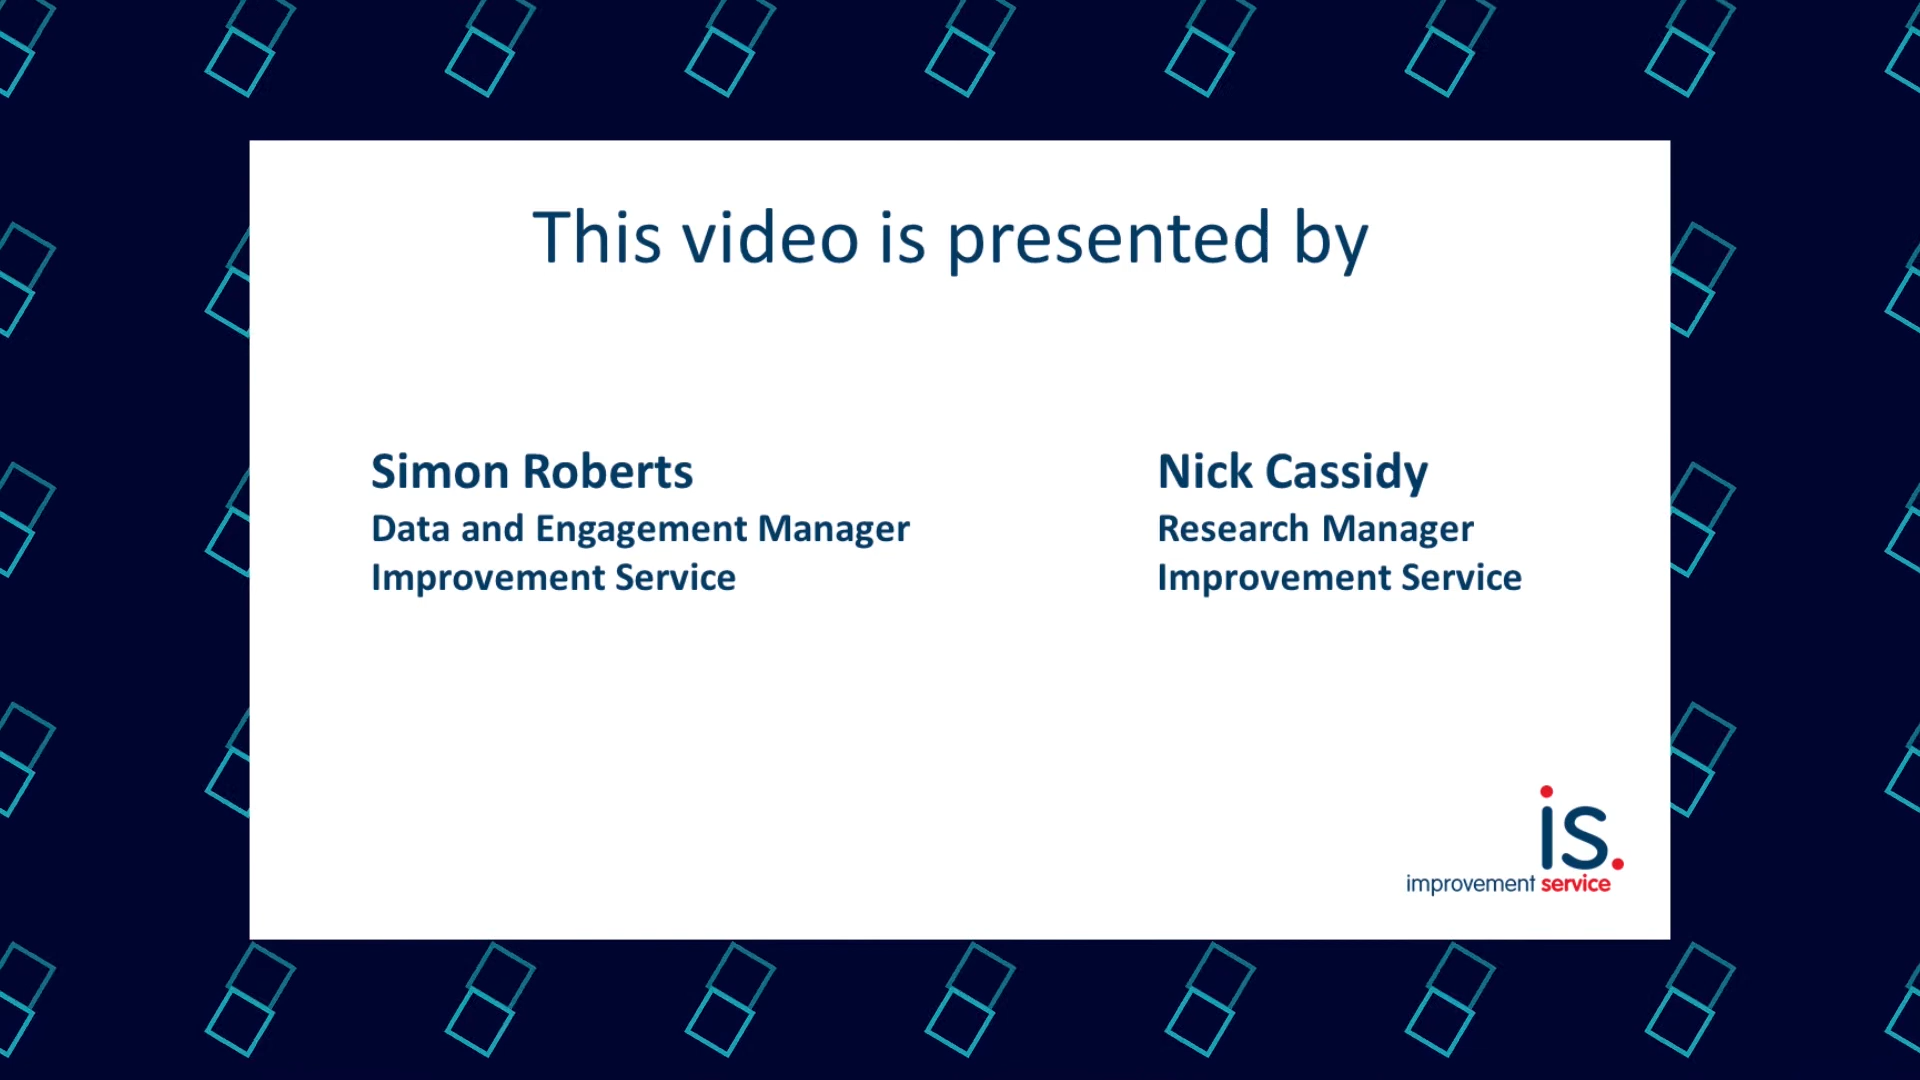 This video is presented by
Simon Roberts
Data and Engagement Manager
Improvement Service
Nick Cassidy
Research Manager
Improvement Service
is.
improvement service